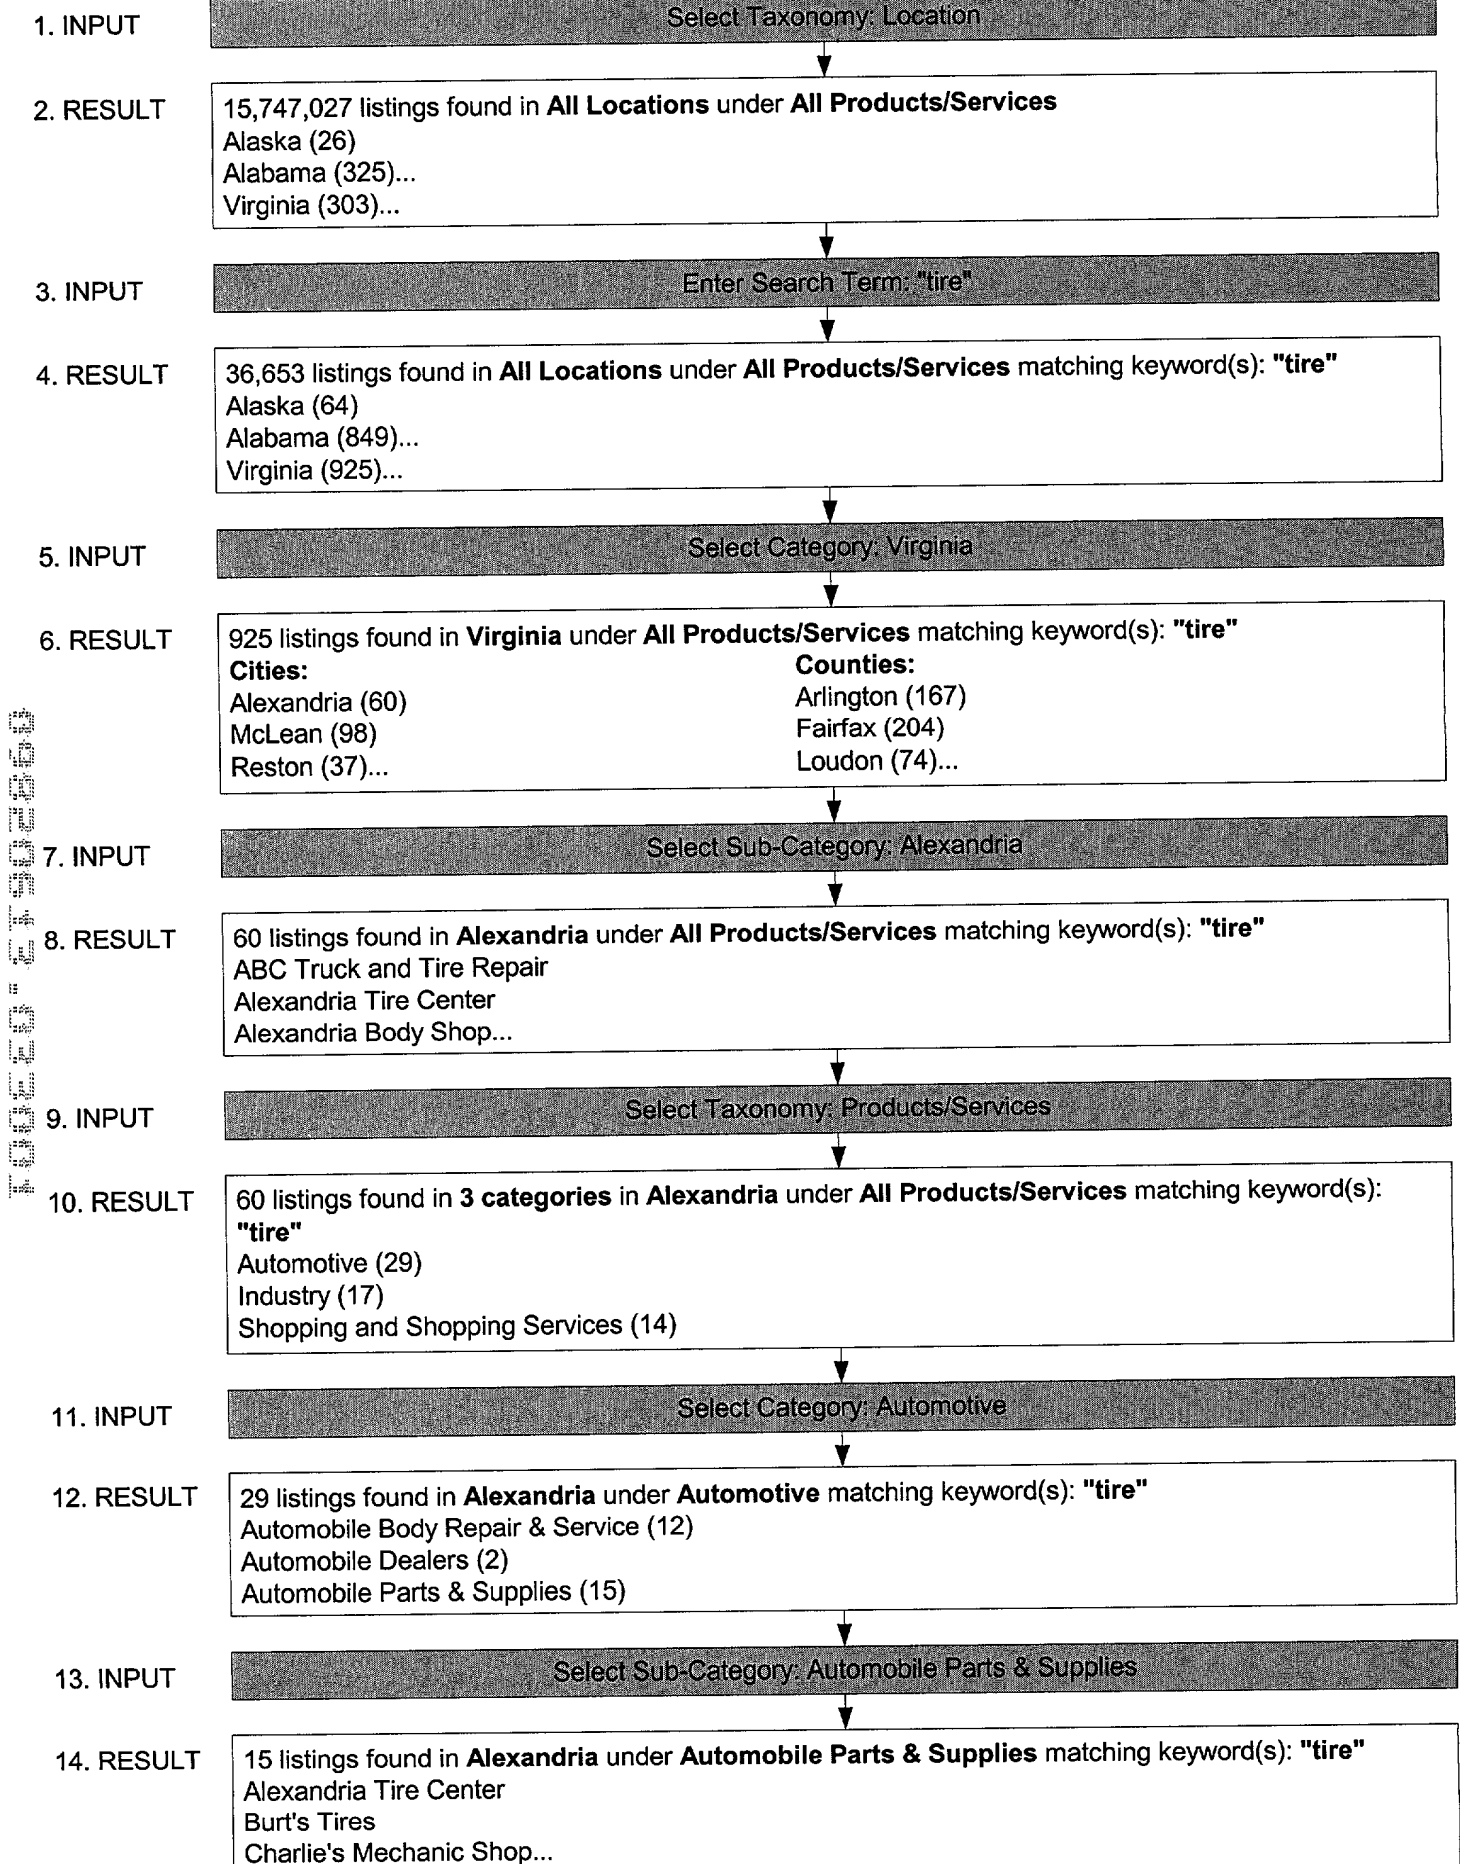 1. INPUT
Select Taxonomy: Location
2. RESULT
15,747,027 listings found in All Locations under All Products/Services
Alaska (26)
Alabama (325)...
Virginia (303)...
3. INPUT
Enter Search Term: "tire"
4. RESULT
36,653 listings found in All Locations under All Products/Services matching keyword(s): "tire"
Alaska (64)
Alabama (849)...
Virginia (925)...
5. INPUT
Select Category: Virginia
6. RESULT
925 listings found in Virginia under All Products/Services matching keyword(s): "tire"
Cities:
Alexandria (60)
McLean (98)
Reston (37)...
Counties:
Arlington (167)
Fairfax (204)
Loudon (74)...
7. INPUT
Select Sub-Category: Alexandria
8. RESULT
60 listings found in Alexandria under All Products/Services matching keyword(s): "tire"
ABC Truck and Tire Repair
Alexandria Tire Center
Alexandria Body Shop...
9. INPUT
Select Taxonomy: Products/Services
10. RESULT
60 listings found in 3 categories in Alexandria under All Products/Services matching keyword(s):
"tire"
Automotive (29)
Industry (17)
Shopping and Shopping Services (14)
11. INPUT
Select Category: Automotive
12. RESULT
29 listings found in Alexandria under Automotive matching keyword(s): "tire"
Automobile Body Repair & Service (12)
Automobile Dealers (2)
Automobile Parts & Supplies (15)
13. INPUT
Select Sub-Category: Automobile Parts & Supplies
14. RESULT
15 listings found in Alexandria under Automobile Parts & Supplies matching keyword(s): "tire"
Alexandria Tire Center
Burt's Tires
Charlie's Mechanic Shop...